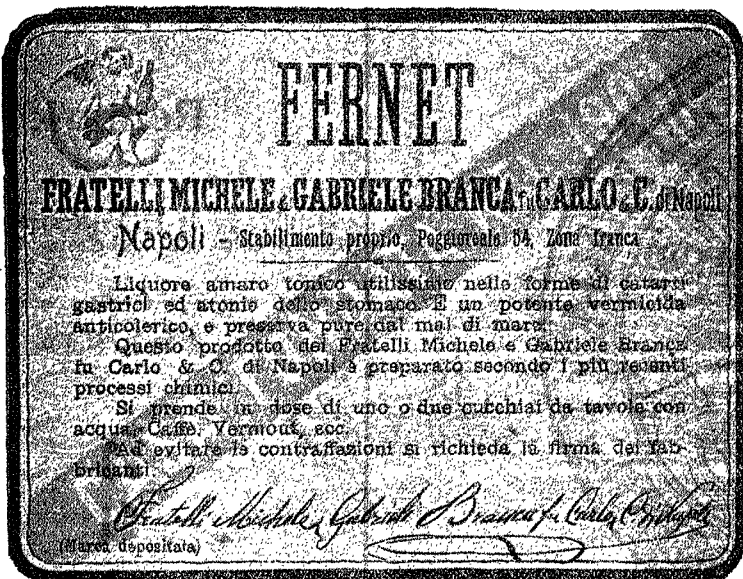 FERNET
FRATELLI MICHELE & GABRIELE BRANCA fu CARLO & C. di Napoli
Napoli - Stabilimento proprio, Poggioreale 54, Zona franca
Liquore amaro tonico utilissimo nelle forme di catarri
gastrici ed atonie dello stomaco. È un potente vermicida
anticolerico, e preserva pure dal mal di mare.
Questo prodotto dei Fratelli Michele e Gabriele Branca
fu Carlo & C. di Napoli è preparato secondo i più recenti
processi chimici.
Si prende in dose di uno o due cucchiai da tavola con
acqua, Caffè, Vermout, ecc.
Ad evitare le contraffazioni si richieda la firma dei fab-
bricanti
Fratelli Michele & Gabriele Branca fu Carlo & C. di Napoli
(Marca depositata)